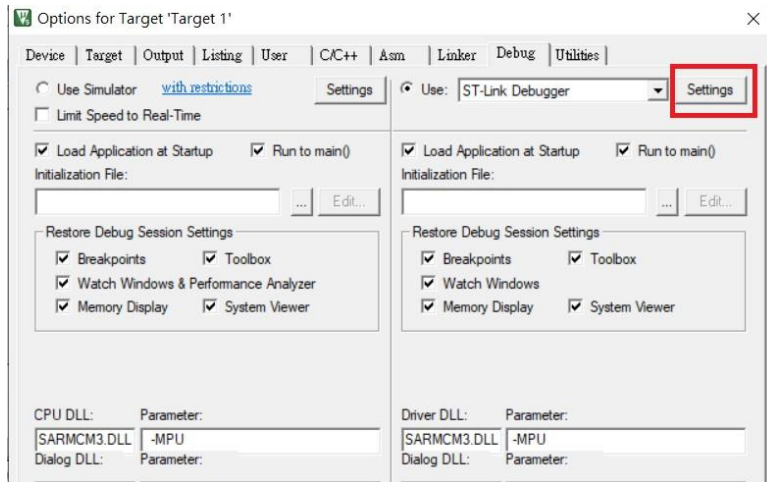 Options for Target 'Target 1'
Device Target Output Listing User C/C++ Asm Linker Debug Utilities
Use Simulator with restrictions Settings
Limit Speed to Real-Time
Load Application at Startup Run to main()
Initialization File:
... Edit...
Restore Debug Session Settings
Breakpoints Toolbox
Watch Windows & Performance Analyzer
Memory Display System Viewer
CPU DLL: Parameter:
SARMCM3.DLL -MPU
Dialog DLL: Parameter:
Use: ST-Link Debugger Settings
Load Application at Startup Run to main()
Initialization File:
... Edit...
Restore Debug Session Settings
Breakpoints Toolbox
Watch Windows
Memory Display System Viewer
Driver DLL: Parameter:
SARMCM3.DLL -MPU
Dialog DLL: Parameter: